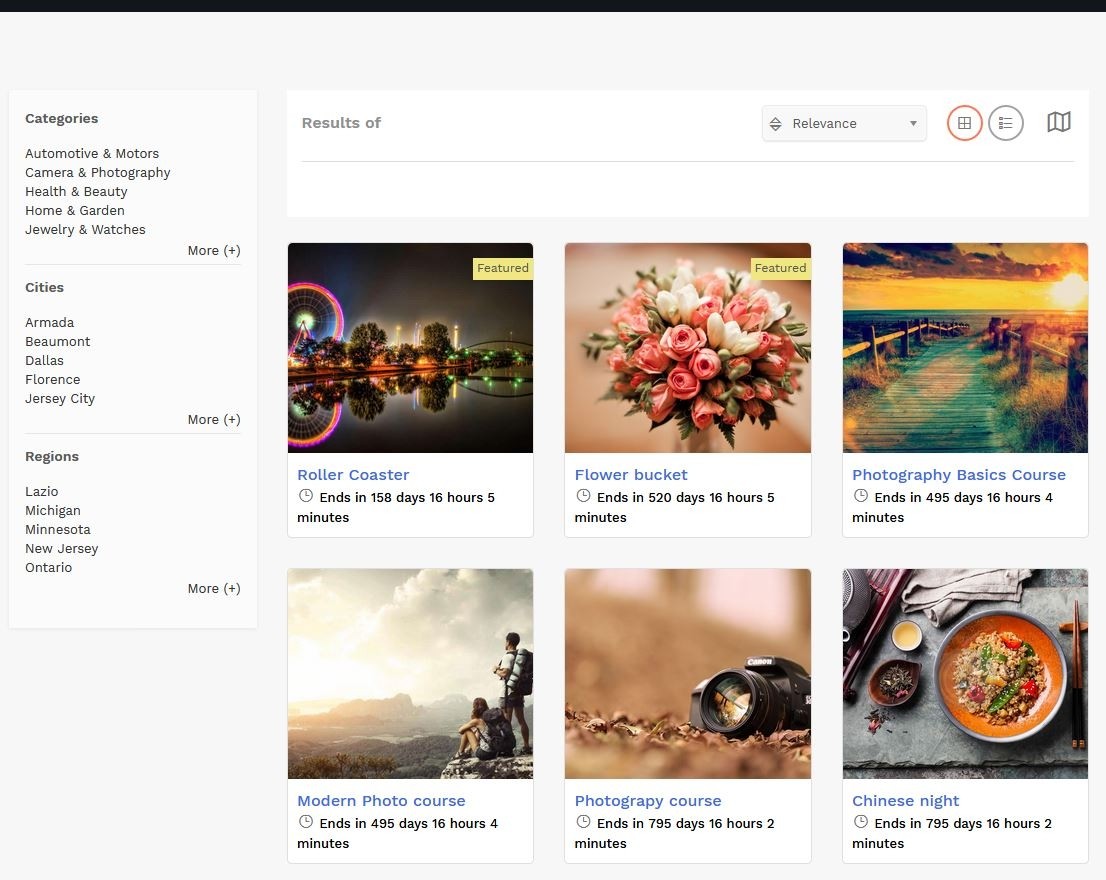 Categories
Automotive & Motors
Camera & Photography
Health & Beauty
Home & Garden
Jewelry & Watches
More (+)
Cities
Armada
Beaumont
Dallas
Florence
Jersey City
More (+)
Regions
Lazio
Michigan
Minnesota
New Jersey
Ontario
More (+)
Results of
Relevance
Featured
Roller Coaster
Ends in 158 days 16 hours 5
minutes
Featured
Flower bucket
Ends in 520 days 16 hours 5
minutes
Photography Basics Course
Ends in 495 days 16 hours 4
minutes
Modern Photo course
Ends in 495 days 16 hours 4
minutes
Canon
Photograpy course
Ends in 795 days 16 hours 2
minutes
Chinese night
Ends in 795 days 16 hours 2
minutes